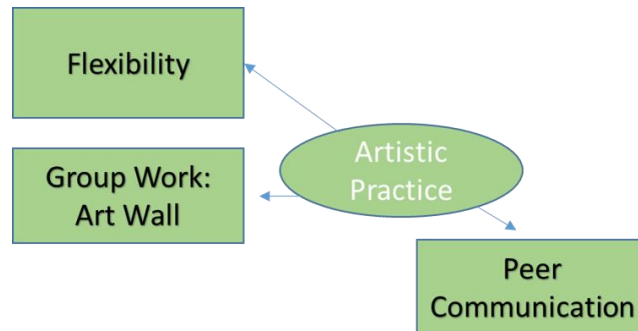 Flexibility
Artistic
Practice
Group Work:
Art Wall
Peer
Communication